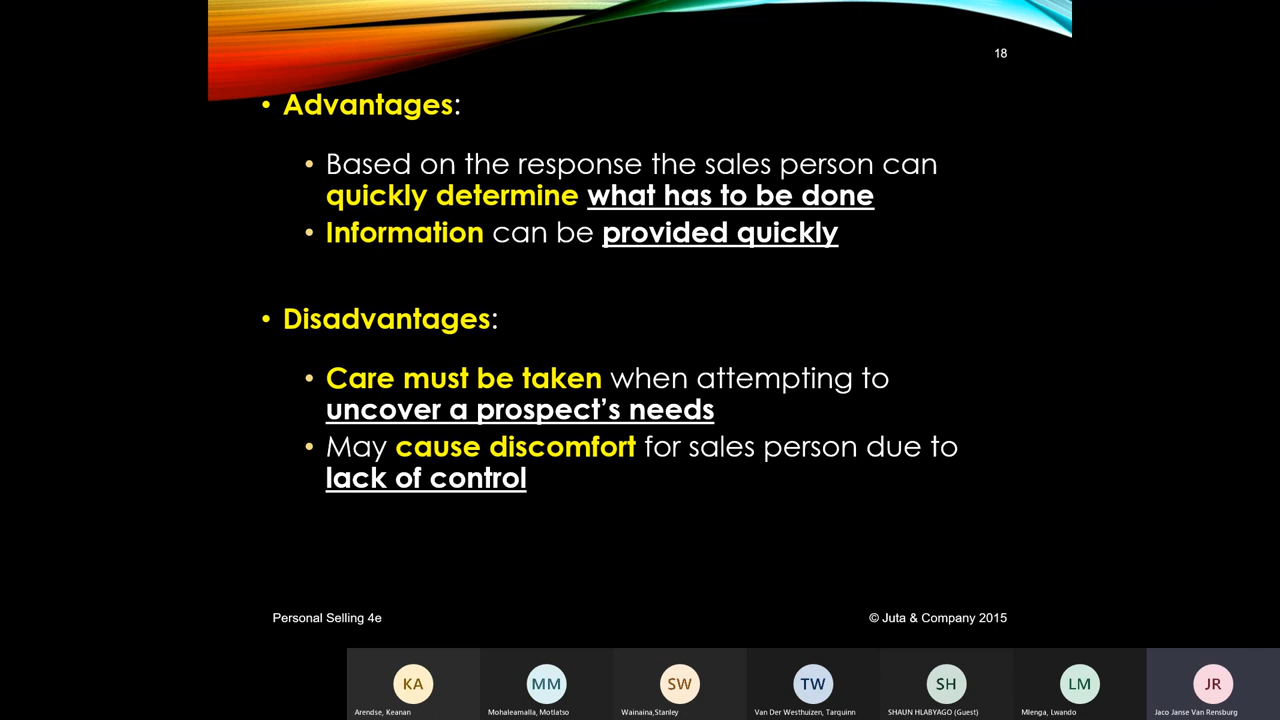 18
• Advantages:
• Based on the response the sales person can
quickly determine what has to be done
• Information can be provided quickly
• Disadvantages:
• Care must be taken when attempting to
uncover a prospect's needs
• May cause discomfort for sales person due to
lack of control
Personal Selling 4e
© Juta & Company 2015
KA
MM
SW
TW
SH
LM
JR
Arendse, Keanan
Mohaleamalla, Motlatso
Wainaina,Stanley
Van Der Westhuizen, Tarquinn
SHAUN HLABYAGO (Guest)
Mlenga, Lwando
Jaco Janse Van Rensburg